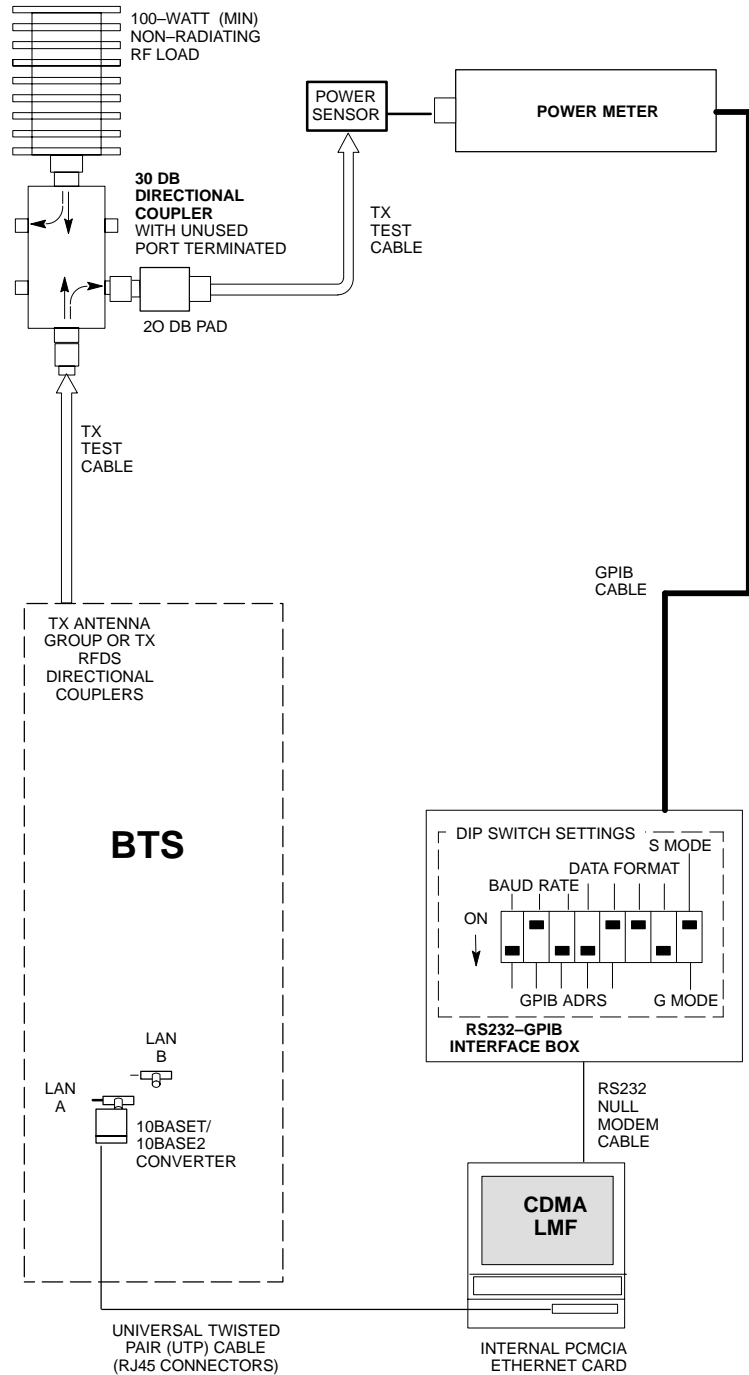 100–WATT (MIN)
NON–RADIATING
RF LOAD
POWER
SENSOR
POWER METER
30 DB
DIRECTIONAL
COUPLER
WITH UNUSED
PORT TERMINATED
TX
TEST
CABLE
2O DB PAD
TX
TEST
CABLE
GPIB
CABLE
TX ANTENNA
GROUP OR TX
RFDS
DIRECTIONAL
COUPLERS
BTS
DIP SWITCH SETTINGS
S MODE
DATA FORMAT
BAUD RATE
ON
GPIB ADRS
G MODE
RS232–GPIB
INTERFACE BOX
LAN
B
LAN
A
10BASET/
10BASE2
CONVERTER
RS232
NULL
MODEM
CABLE
CDMA
LMF
UNIVERSAL TWISTED
PAIR (UTP) CABLE
(RJ45 CONNECTORS)
INTERNAL PCMCIA
ETHERNET CARD